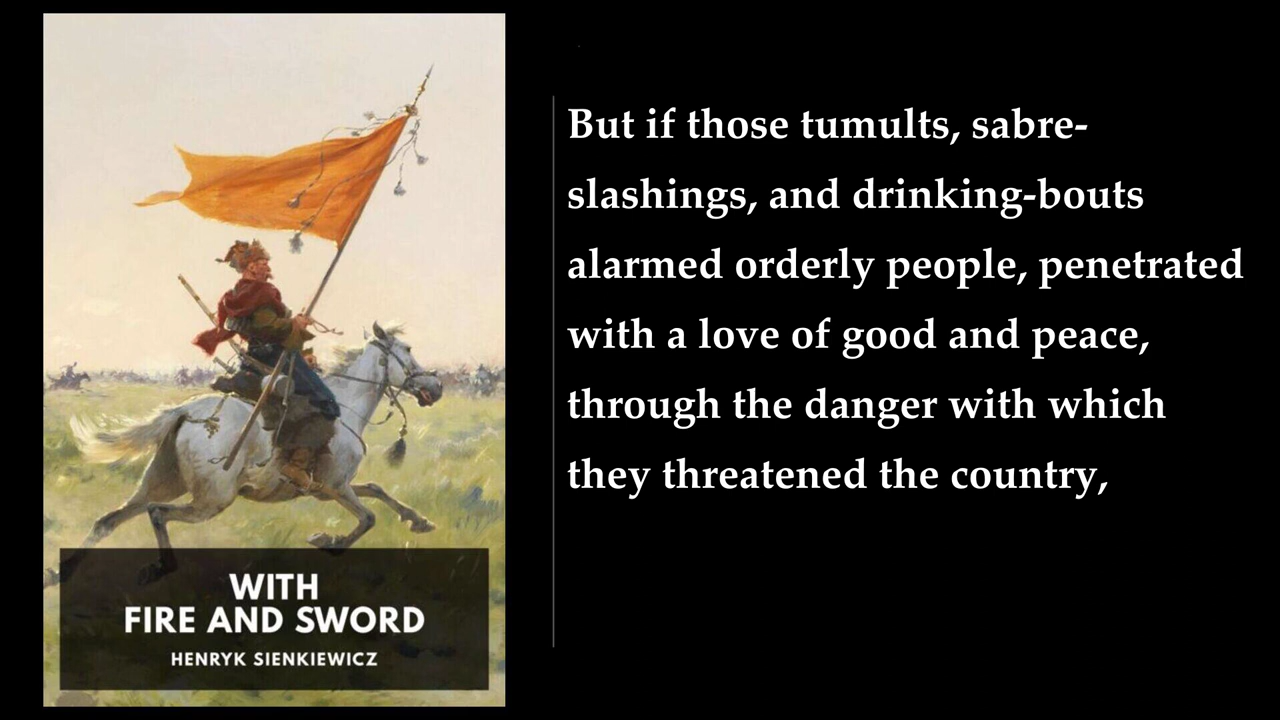 But if those tumults, sabre-
slashings, and drinking-bouts
alarmed orderly people, penetrated
with a love of good and peace,
through the danger with which
they threatened the country,
WITH
FIRE AND SWORD
HENRYK SIENKIEWICZ